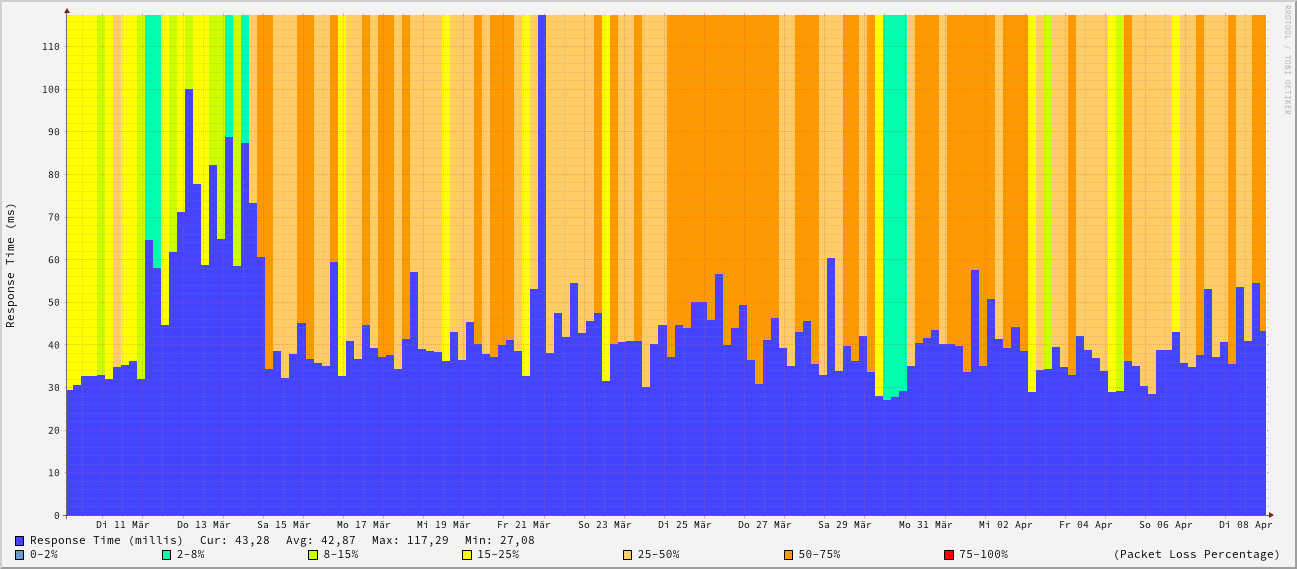 RRDTOOL / TOBI OETIKER
Response Time (ms)
110
100
90
80
70
60
50
40
30
20
10
0
Di 11 Mär Do 13 Mär Sa 15 Mär Mo 17 Mär Mi 19 Mär Fr 21 Mär So 23 Mär Di 25 Mär Do 27 Mär Sa 29 Mär Mo 31 Mär Mi 02 Apr Fr 04 Apr So 06 Apr Di 08 Apr
Response Time (millis) Cur: 43,28 Avg: 42,87 Max: 117,29 Min: 27,08
0-2% 2-8% 8-15% 15-25% 25-50% 50-75% 75-100% (Packet Loss Percentage)